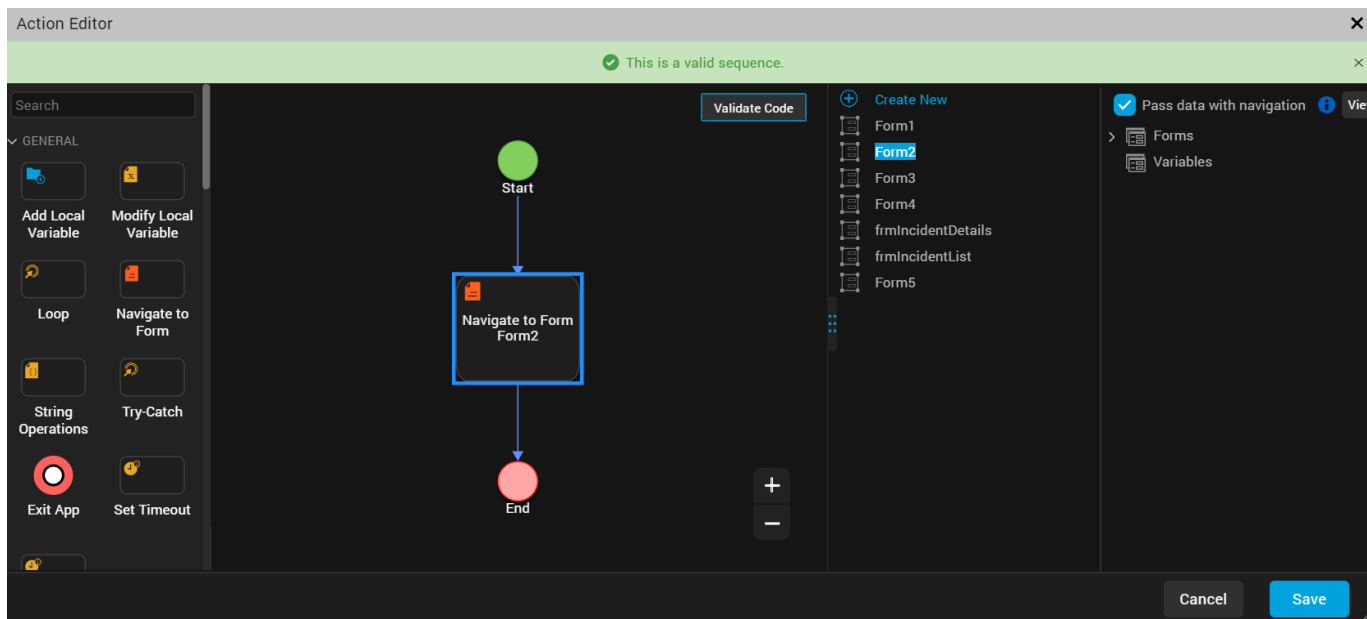 Action Editor
This is a valid sequence.
Search
GENERAL
Add Local
Variable
Modify Local
Variable
Loop
Navigate to
Form
String
Operations
Try-Catch
Exit App
Set Timeout
Validate Code
Start
Navigate to Form
Form2
End
Create New
Form1
Form2
Form3
Form4
frmIncidentDetails
frmIncidentList
Form5
Pass data with navigation
Forms
Variables
Cancel
Save